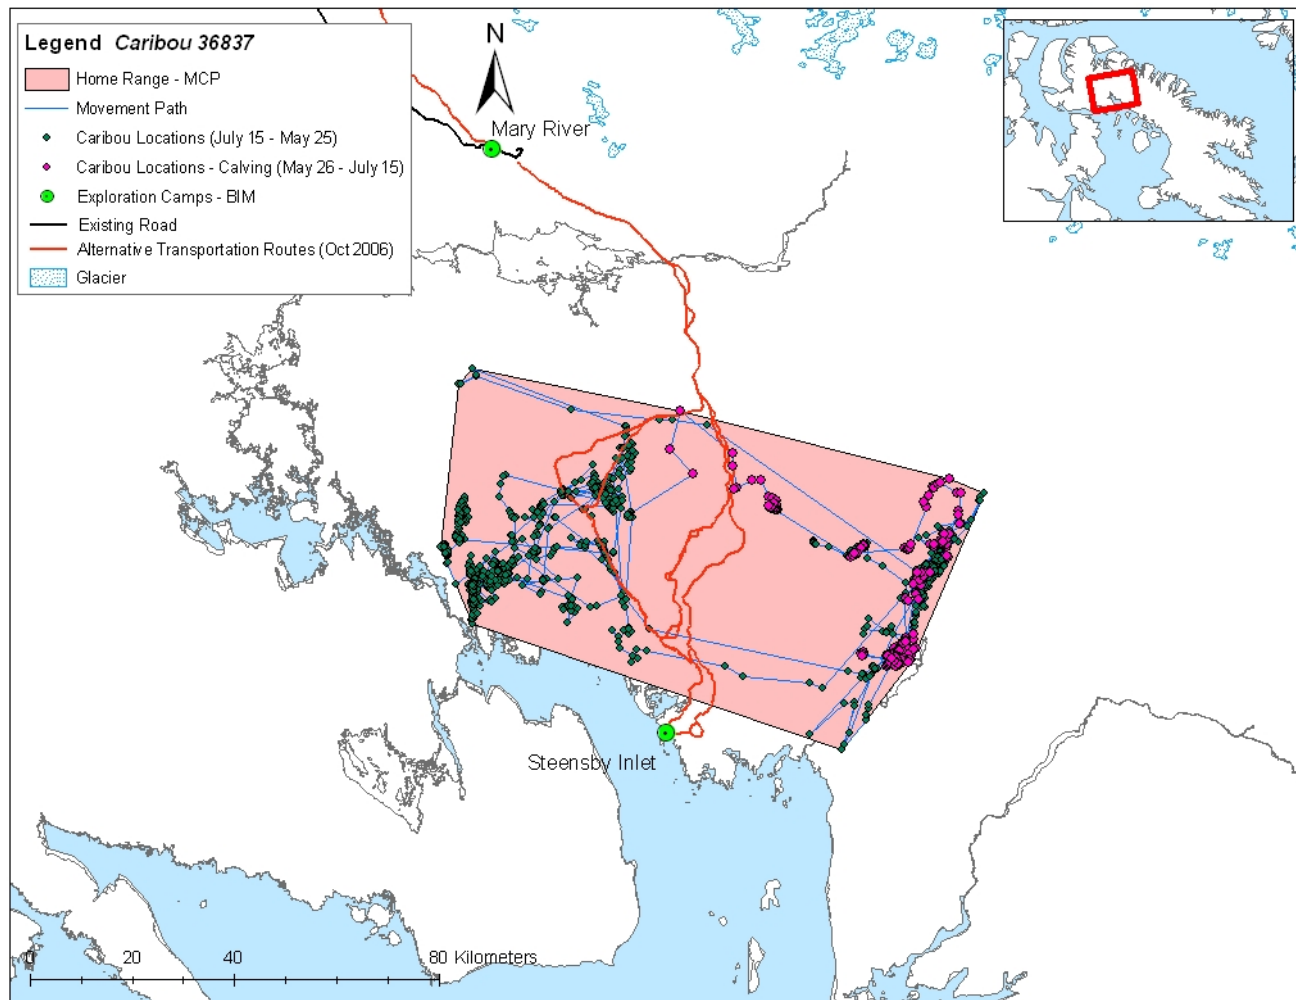 Legend Caribou 36837
Home Range - MCP
Movement Path
Caribou Locations (July 15 - May 25)
Caribou Locations - Calving (May 26 - July 15)
Exploration Camps - BIM
Existing Road
Alternative Transportation Routes (Oct 2006)
Glacier
N
Mary River
Steensby Inlet
0 20 40 80 Kilometers